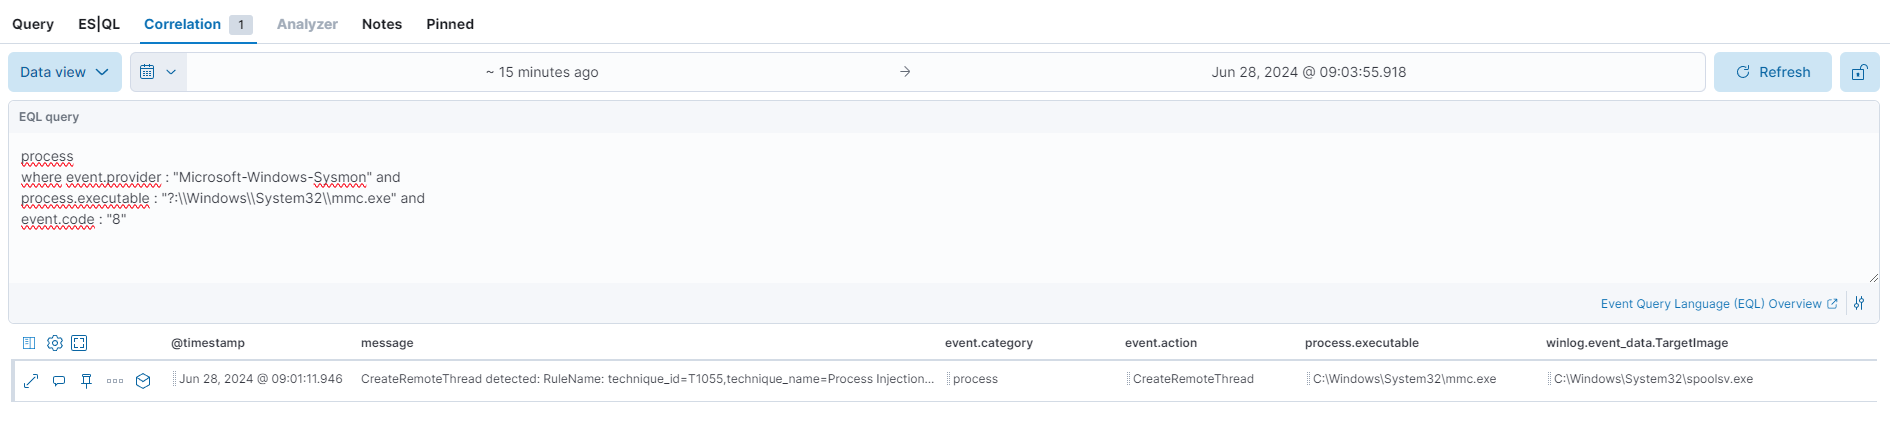 Query ES|QL Correlation 1 Analyzer Notes Pinned
Data view ~ 15 minutes ago → Jun 28, 2024 @ 09:03:55.918 Refresh
EQL query
process
where event.provider : "Microsoft-Windows-Sysmon" and
process.executable : "?:\\Windows\\System32\\mmc.exe" and
event.code : "8"
Event Query Language (EQL) Overview
@timestamp message event.category event.action process.executable winlog.event_data.TargetImage
Jun 28, 2024 @ 09:01:11.946 CreateRemoteThread detected: RuleName: technique_id=T1055,technique_name=Process Injection... process CreateRemoteThread C:\Windows\System32\mmc.exe C:\Windows\System32\spoolsv.exe